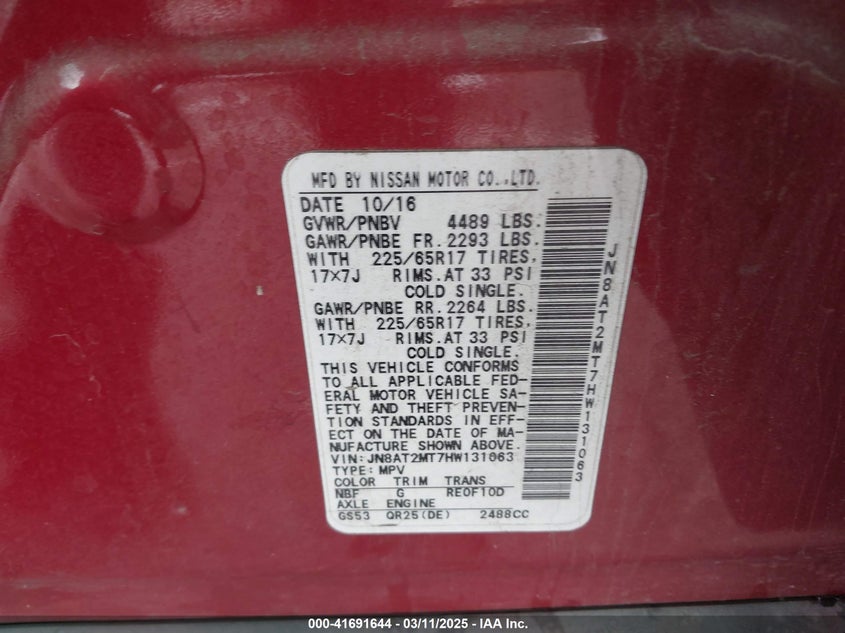 MFD BY NISSAN MOTOR CO.,LTD.
DATE 10/16
GVWR/PNBV 4489 LBS.
GAWR/PNBE FR. 2293 LBS.
WITH 225/65R17 TIRES,
17×7J RIMS. AT 33 PSI
COLD SINGLE.
GAWR/PNBE RR. 2264 LBS.
WITH 225/65R17 TIRES,
17×7J RIMS. AT 33 PSI
COLD SINGLE.
THIS VEHICLE CONFORMS
TO ALL APPLICABLE FED-
ERAL MOTOR VEHICLE SA-
FETY AND THEFT PREVEN-
TION STANDARDS IN EFF-
ECT ON THE DATE OF MA-
NUFACTURE SHOWN ABOVE.
VIN: JN8AT2MT7HW131063
TYPE: MPV
COLOR TRIM TRANS
NBF G RE0F10D
AXLE ENGINE
GS53 QR25(DE) 2488CC
JN8AT2MT7HW131063
000-41691644 — 03/11/2025 — IAA Inc.